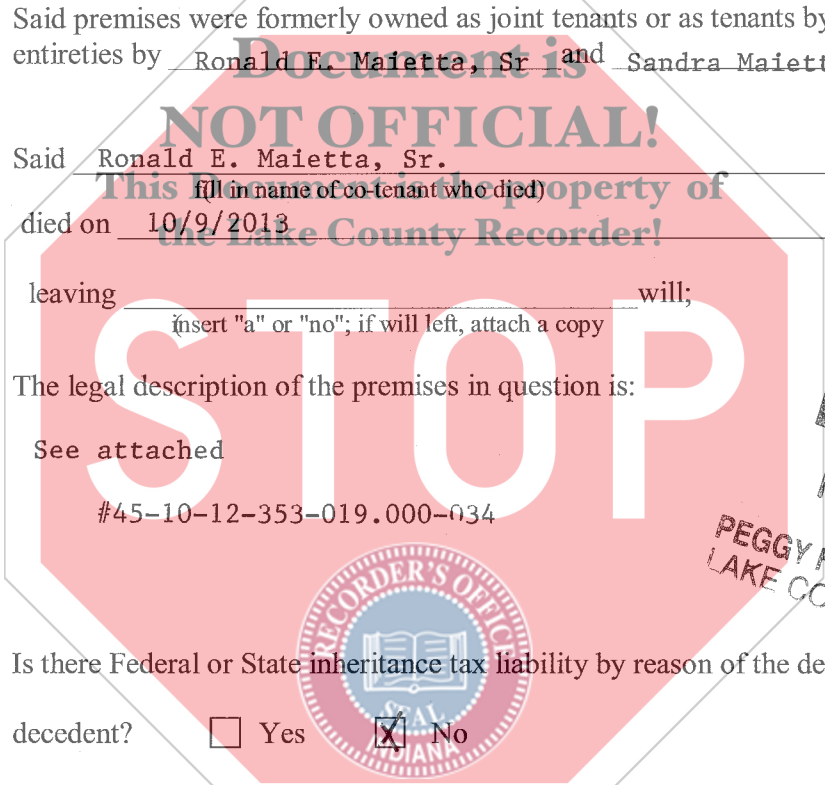 Said premises were formerly owned as joint tenants or as tenants by
entireties by Ronald E. Maietta, Sr and Sandra Maiett
Document is
NOT OFFICIAL!
Said Ronald E. Maietta, Sr.
(fill in name of co-tenant who died)
This Document is the property of
died on 10/9/2013
the Lake County Recorder!
leaving will;
insert "a" or "no"; if will left, attach a copy
STOP
The legal description of the premises in question is:
See attached
#45-10-12-353-019.000-034
PEGGY
LAKE CO
RECORDER'S OFFICE
SEAL
INDIANA
Is there Federal or State inheritance tax liability by reason of the de
decedent? Yes X No